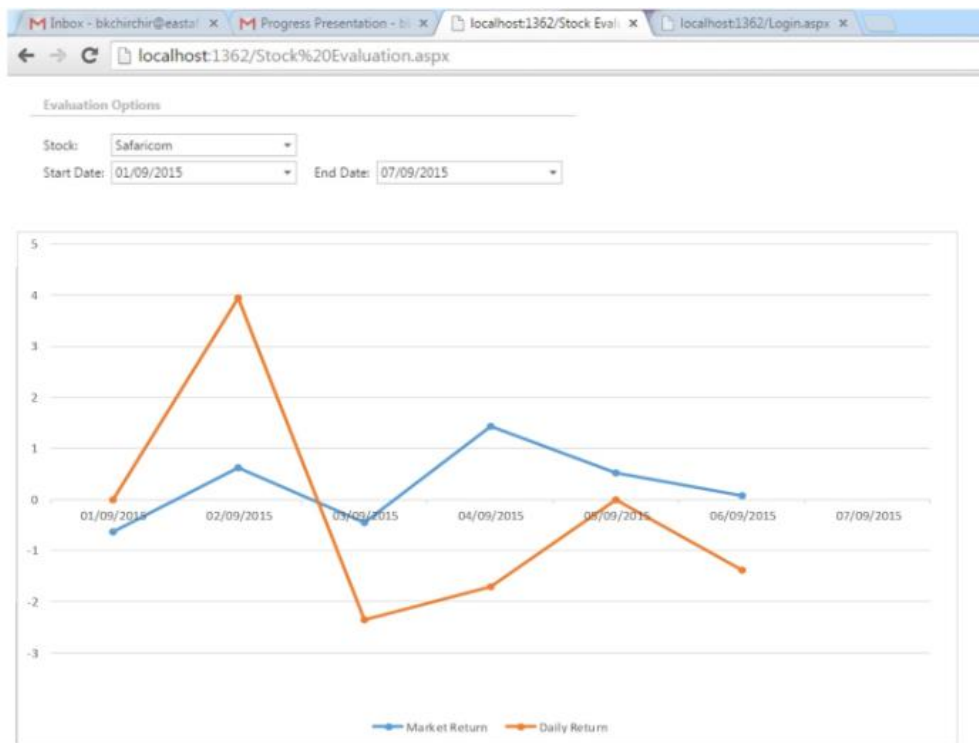 Inbox - bkchirchir@eastaf
Progress Presentation - bi
localhost:1362/Stock Evalu
localhost:1362/Login.aspx
localhost:1362/Stock%20Evaluation.aspx
Evaluation Options
Stock: Safaricom
Start Date: 01/09/2015 End Date: 07/09/2015
5
4
3
2
1
0
01/09/2015 02/09/2015 03/09/2015 04/09/2015 05/09/2015 06/09/2015 07/09/2015
-1
-2
-3
Market Return Daily Return